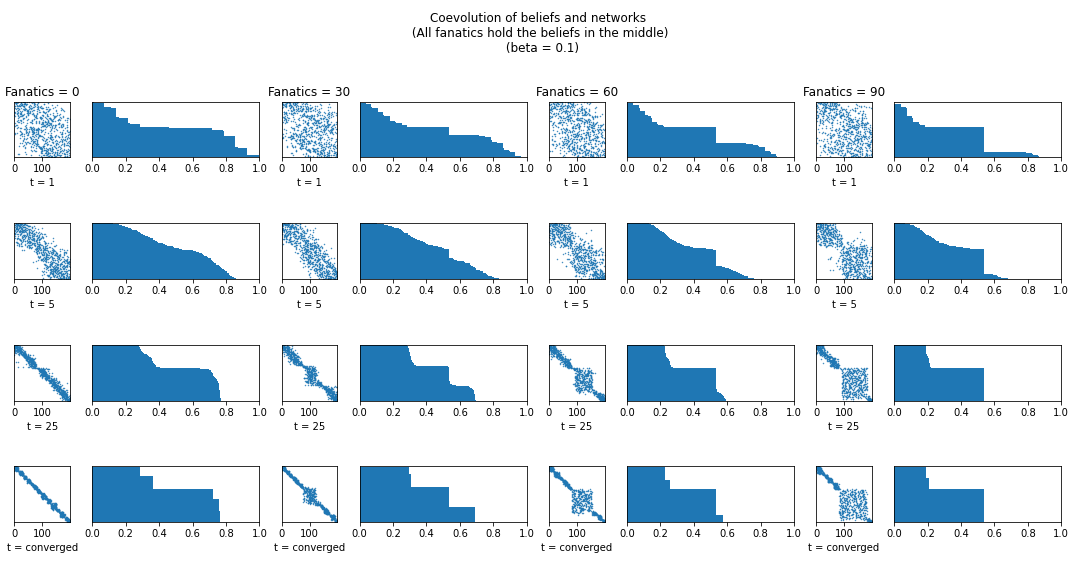 Coevolution of beliefs and networks
(All fanatics hold the beliefs in the middle)
(beta = 0.1)
Fanatics = 0
Fanatics = 30
Fanatics = 60
Fanatics = 90
0 100 0.0 0.2 0.4 0.6 0.8 1.0 0 100 0.0 0.2 0.4 0.6 0.8 1.0 0 100 0.0 0.2 0.4 0.6 0.8 1.0 0 100 0.0 0.2 0.4 0.6 0.8 1.0
t = 1 t = 1 t = 1 t = 1
0 100 0.0 0.2 0.4 0.6 0.8 1.0 0 100 0.0 0.2 0.4 0.6 0.8 1.0 0 100 0.0 0.2 0.4 0.6 0.8 1.0 0 100 0.0 0.2 0.4 0.6 0.8 1.0
t = 5 t = 5 t = 5 t = 5
0 100 0.0 0.2 0.4 0.6 0.8 1.0 0 100 0.0 0.2 0.4 0.6 0.8 1.0 0 100 0.0 0.2 0.4 0.6 0.8 1.0 0 100 0.0 0.2 0.4 0.6 0.8 1.0
t = 25 t = 25 t = 25 t = 25
0 100 0.0 0.2 0.4 0.6 0.8 1.0 0 100 0.0 0.2 0.4 0.6 0.8 1.0 0 100 0.0 0.2 0.4 0.6 0.8 1.0 0 100 0.0 0.2 0.4 0.6 0.8 1.0
t = converged t = converged t = converged t = converged